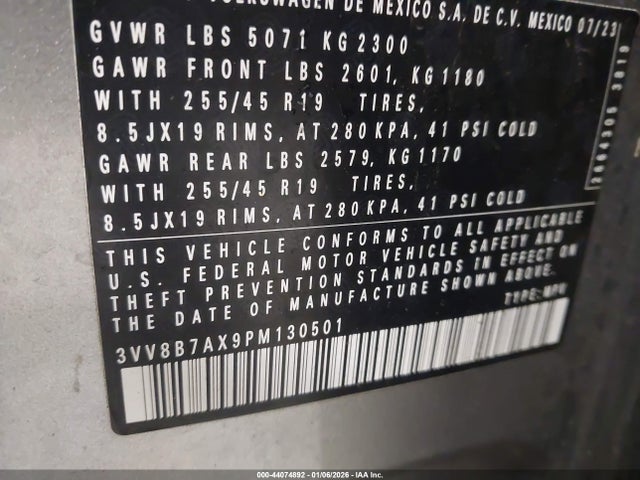 VOLKSWAGEN DE MEXICO S.A. DE C.V. MEXICO 07/23
GVWR LBS 5071 KG 2300
GAWR FRONT LBS 2601, KG 1180
WITH 255/45 R19 TIRES,
8.5JX19 RIMS, AT 280 KPA, 41 PSI COLD
GAWR REAR LBS 2579, KG 1170
WITH 255/45 R19 TIRES,
8.5JX19 RIMS, AT 280 KPA, 41 PSI COLD
THIS VEHICLE CONFORMS TO ALL APPLICABLE
U.S. FEDERAL MOTOR VEHICLE SAFETY AND
THEFT PREVENTION STANDARDS IN EFFECT ON
THE DATE OF MANUFACTURE SHOWN ABOVE.
TYPE:MPV
3VV8B7AX9PM130501
000-44074892 - 01/06/2026 - IAA Inc.